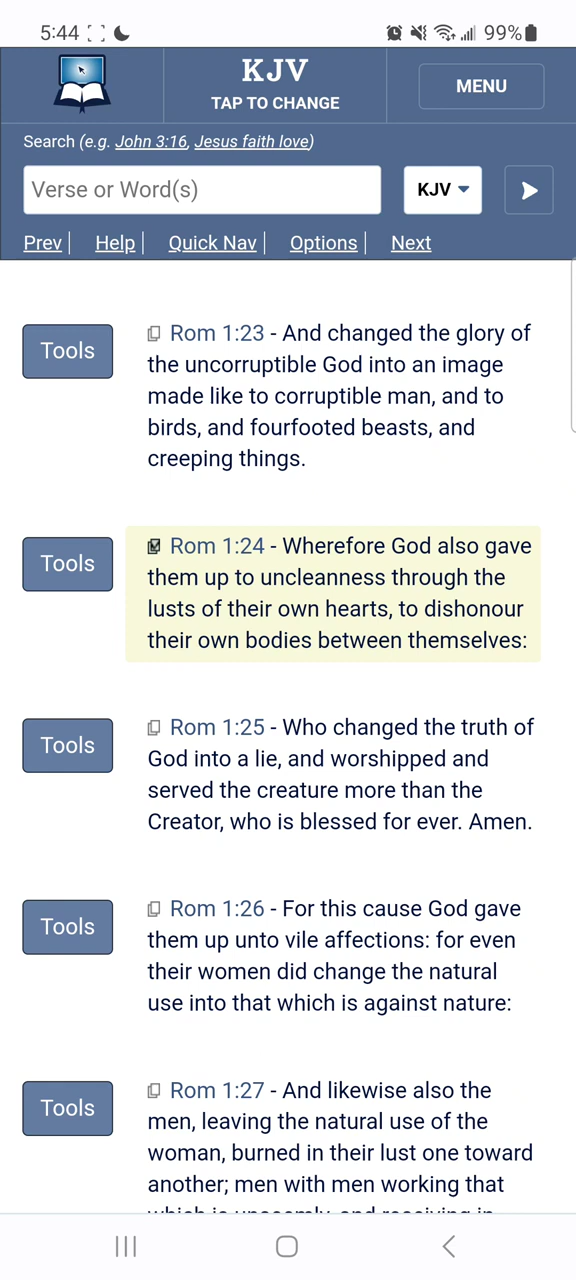 5:44
99%
KJV
TAP TO CHANGE
MENU
Search (e.g. John 3:16, Jesus faith love)
Verse or Word(s)
KJV
Prev | Help | Quick Nav | Options | Next
Tools
Rom 1:23 - And changed the glory of
the uncorruptible God into an image
made like to corruptible man, and to
birds, and fourfooted beasts, and
creeping things.
Tools
Rom 1:24 - Wherefore God also gave
them up to uncleanness through the
lusts of their own hearts, to dishonour
their own bodies between themselves:
Tools
Rom 1:25 - Who changed the truth of
God into a lie, and worshipped and
served the creature more than the
Creator, who is blessed for ever. Amen.
Tools
Rom 1:26 - For this cause God gave
them up unto vile affections: for even
their women did change the natural
use into that which is against nature:
Tools
Rom 1:27 - And likewise also the
men, leaving the natural use of the
woman, burned in their lust one toward
another; men with men working that
which is unseemly, and receiving in